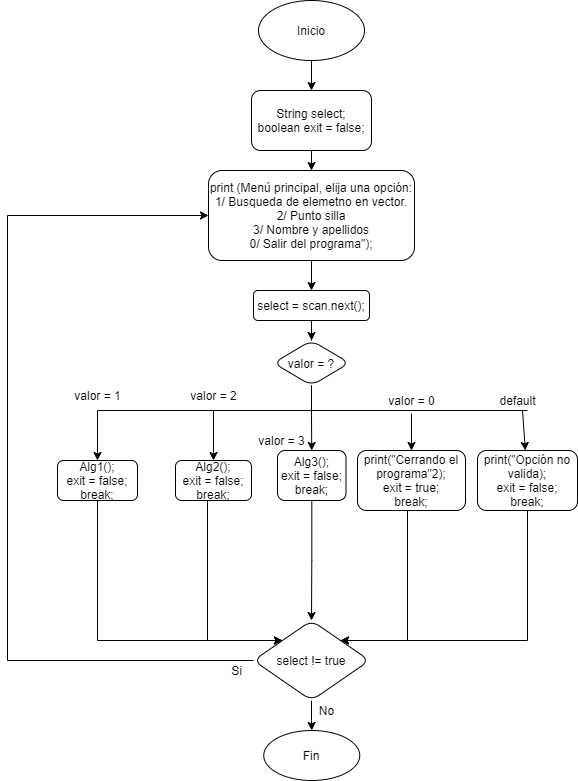 Inicio
String select;
boolean exit = false;
print (Menú principal, elija una opción:
1/ Busqueda de elemetno en vector.
2/ Punto silla
3/ Nombre y apellidos
0/ Salir del programa");
select = scan.next();
valor = ?
valor = 1
valor = 2
valor = 3
valor = 0
default
Alg1();
exit = false;
break;
Alg2();
exit = false;
break;
Alg3();
exit = false;
break;
print("Cerrando el
programa"2);
exit = true;
break;
print("Opción no
valida);
exit = false;
break;
select != true
Si
No
Fin